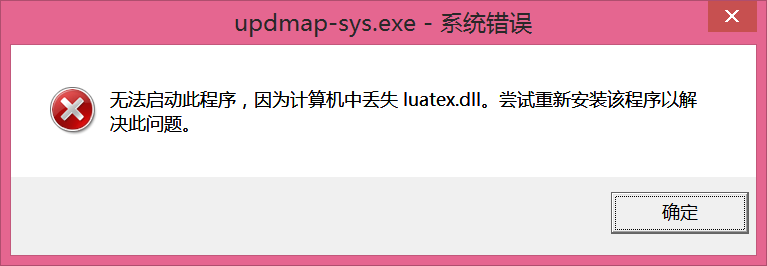 updmap-sys.exe - 系统错误
无法启动此程序，因为计算机中丢失 luatex.dll。尝试重新安装该程序以解
决此问题。
确定